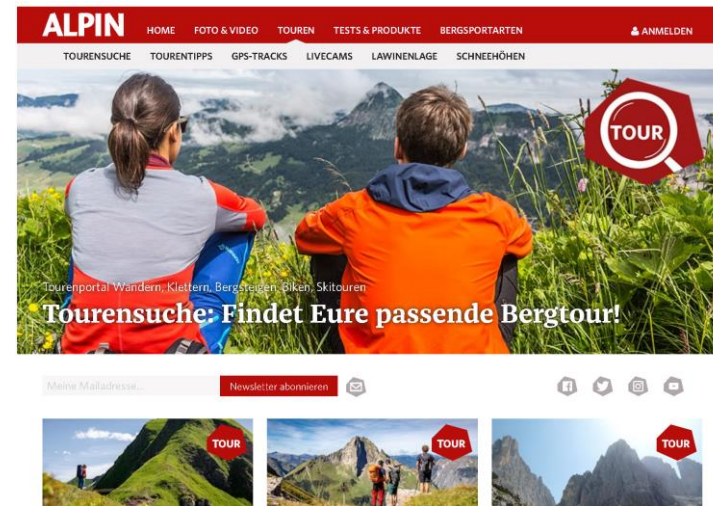 ALPIN
HOME FOTO & VIDEO TOUREN TESTS & PRODUKTE BERGSPORTARTEN ANMELDEN
TOURENSUCHE TOURENTIPPS GPS-TRACKS LIVECAMS LAWINENLAGE SCHNEEHÖHEN
TOUR
Tourenportal Wandern, Klettern, Bergsteigen, Biken, Skitouren
Tourensuche: Findet Eure passende Bergtour!
Meine Mailadresse... Newsletter abonnieren
TOUR TOUR TOUR